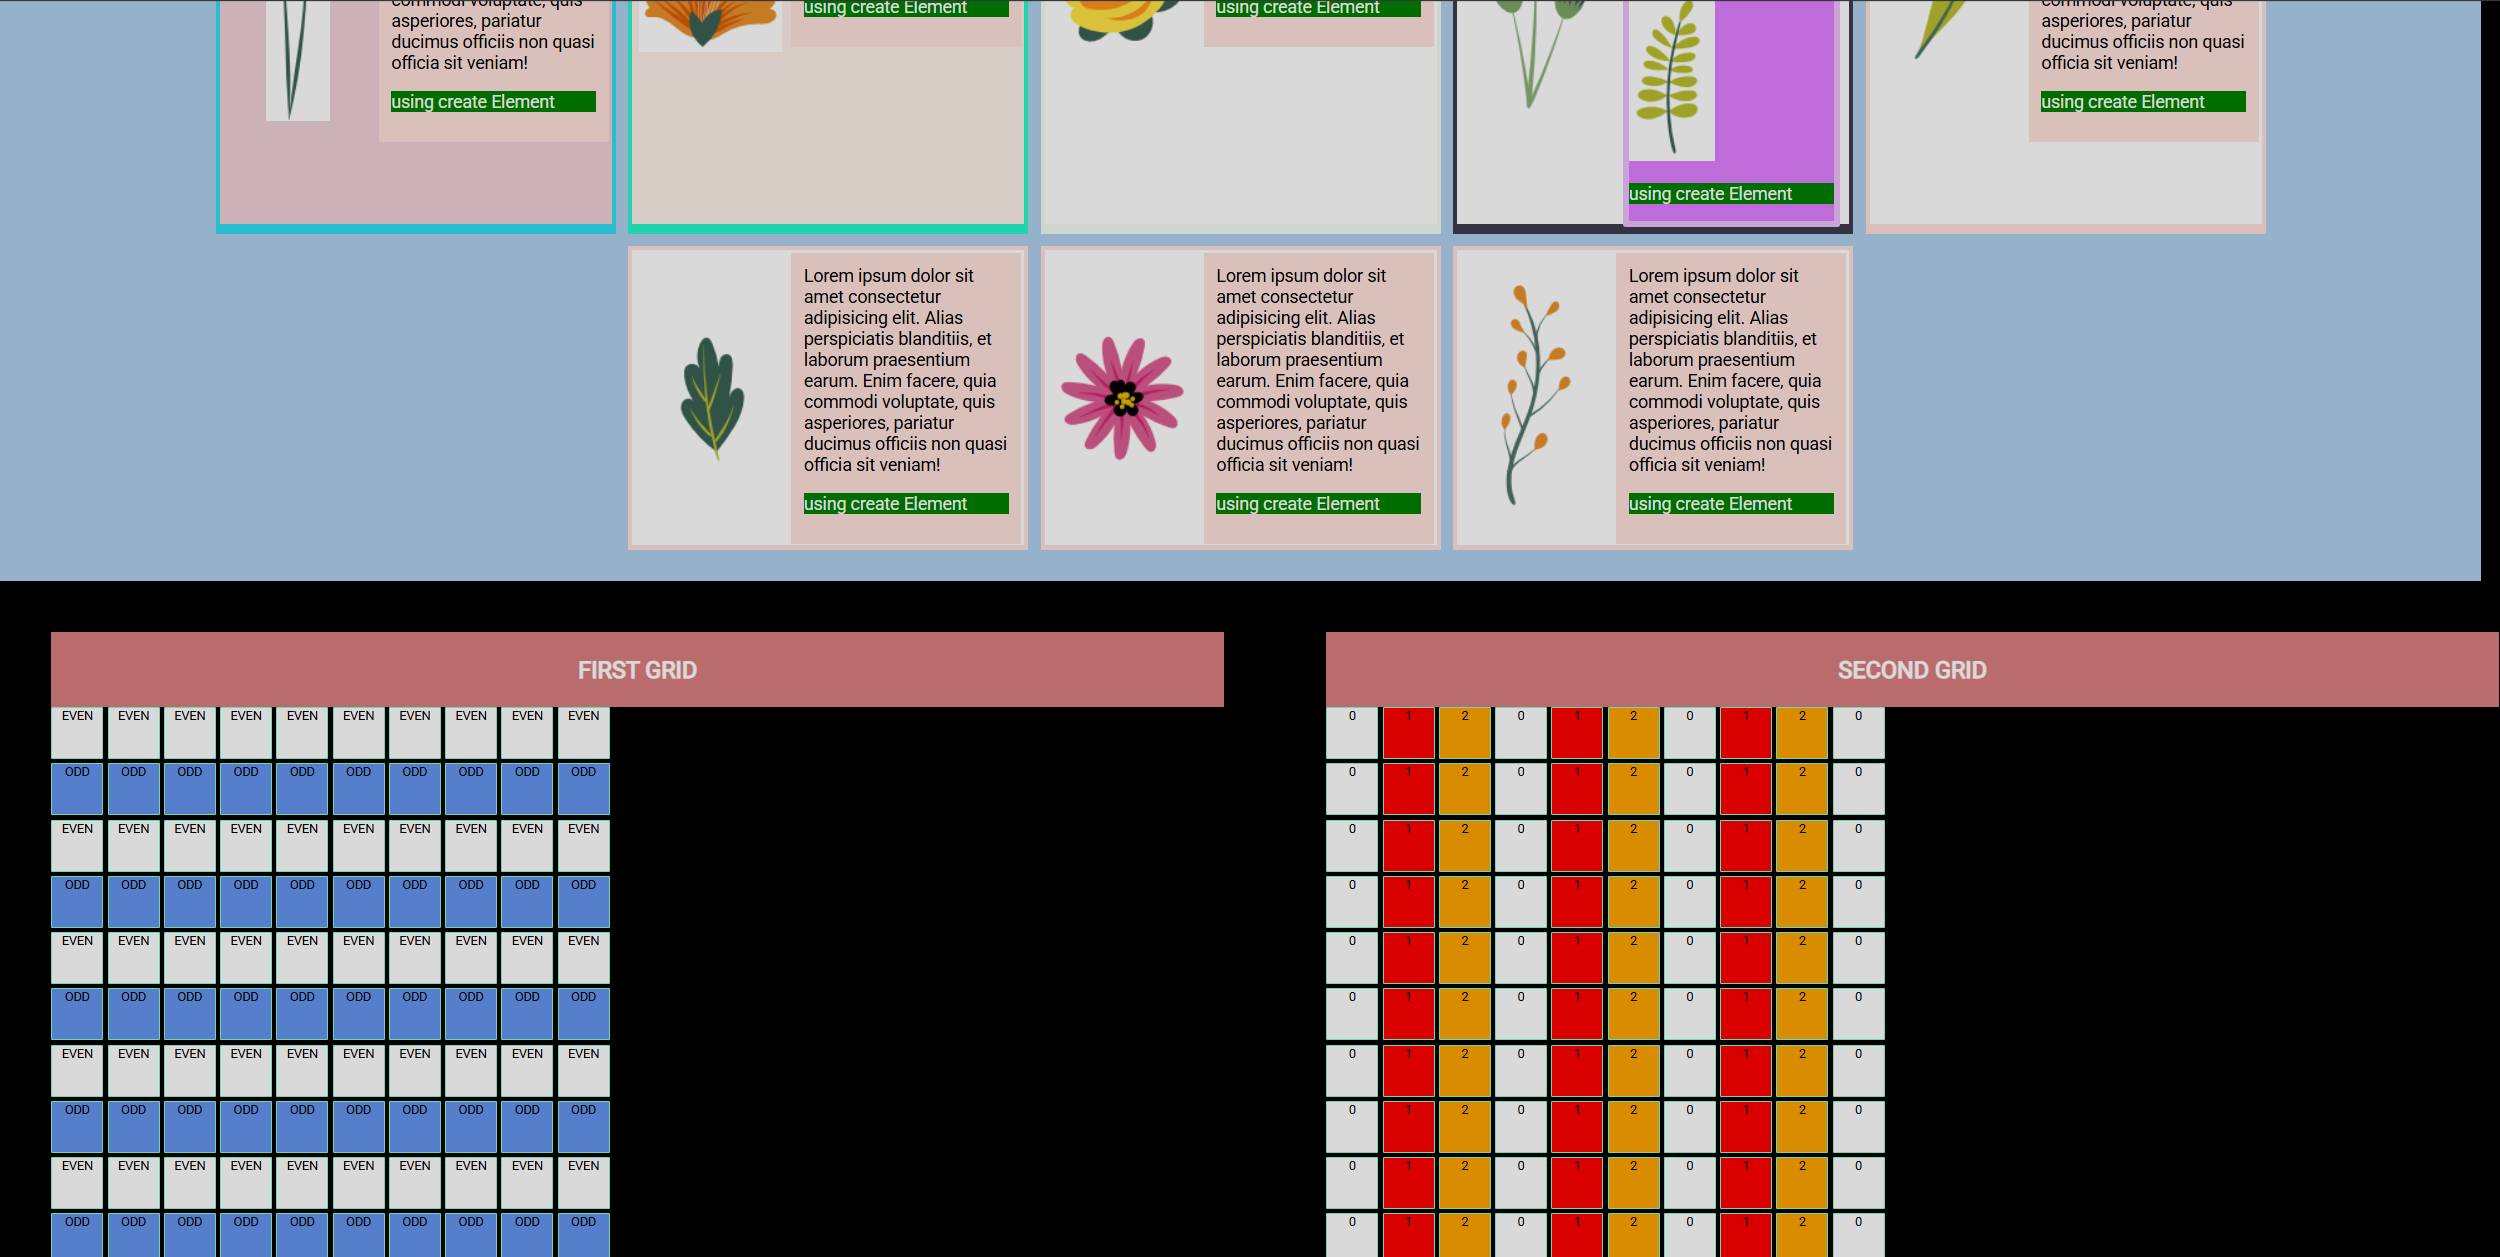 commodi voluptate, quis
asperiores, pariatur
ducimus officiis non quasi
officia sit veniam!
using create Element
using create Element
using create Element
using create Element
commodi voluptate, quis
asperiores, pariatur
ducimus officiis non quasi
officia sit veniam!
using create Element
Lorem ipsum dolor sit
amet consectetur
adipisicing elit. Alias
perspiciatis blanditiis, et
laborum praesentium
earum. Enim facere, quia
commodi voluptate, quis
asperiores, pariatur
ducimus officiis non quasi
officia sit veniam!
using create Element
Lorem ipsum dolor sit
amet consectetur
adipisicing elit. Alias
perspiciatis blanditiis, et
laborum praesentium
earum. Enim facere, quia
commodi voluptate, quis
asperiores, pariatur
ducimus officiis non quasi
officia sit veniam!
using create Element
Lorem ipsum dolor sit
amet consectetur
adipisicing elit. Alias
perspiciatis blanditiis, et
laborum praesentium
earum. Enim facere, quia
commodi voluptate, quis
asperiores, pariatur
ducimus officiis non quasi
officia sit veniam!
using create Element
FIRST GRID
EVEN EVEN EVEN EVEN EVEN EVEN EVEN EVEN EVEN EVEN
ODD ODD ODD ODD ODD ODD ODD ODD ODD ODD
EVEN EVEN EVEN EVEN EVEN EVEN EVEN EVEN EVEN EVEN
ODD ODD ODD ODD ODD ODD ODD ODD ODD ODD
EVEN EVEN EVEN EVEN EVEN EVEN EVEN EVEN EVEN EVEN
ODD ODD ODD ODD ODD ODD ODD ODD ODD ODD
EVEN EVEN EVEN EVEN EVEN EVEN EVEN EVEN EVEN EVEN
ODD ODD ODD ODD ODD ODD ODD ODD ODD ODD
EVEN EVEN EVEN EVEN EVEN EVEN EVEN EVEN EVEN EVEN
ODD ODD ODD ODD ODD ODD ODD ODD ODD ODD
SECOND GRID
0 1 2 0 1 2 0 1 2 0
0 1 2 0 1 2 0 1 2 0
0 1 2 0 1 2 0 1 2 0
0 1 2 0 1 2 0 1 2 0
0 1 2 0 1 2 0 1 2 0
0 1 2 0 1 2 0 1 2 0
0 1 2 0 1 2 0 1 2 0
0 1 2 0 1 2 0 1 2 0
0 1 2 0 1 2 0 1 2 0
0 1 2 0 1 2 0 1 2 0